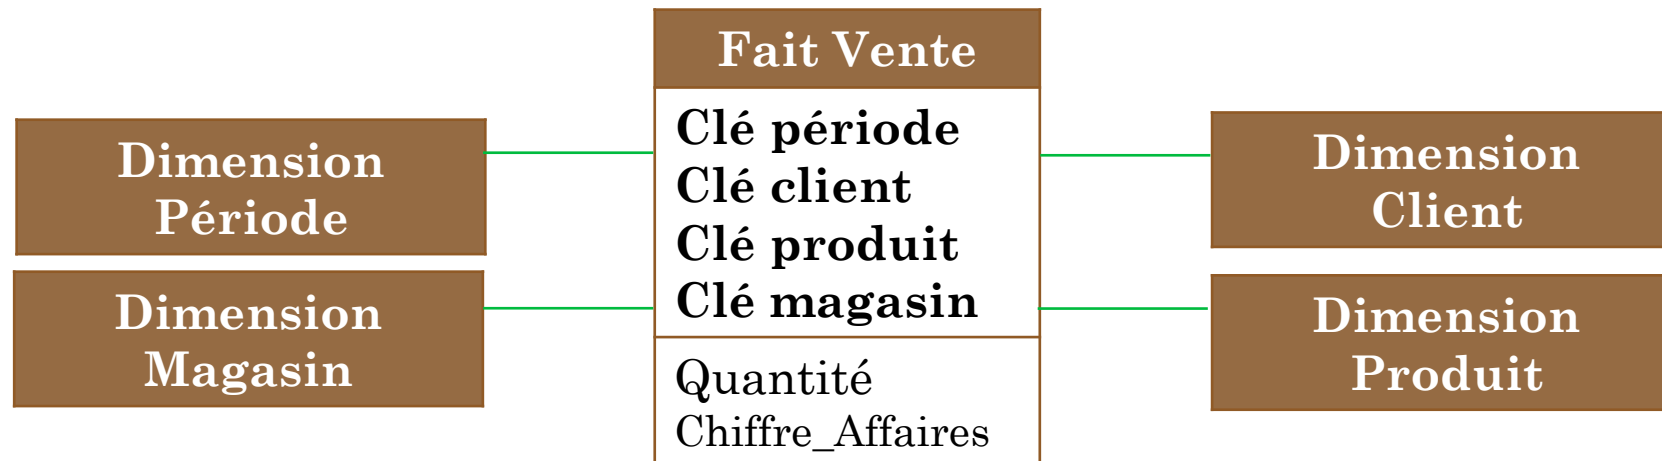 Fait Vente
Clé période
Clé client
Clé produit
Clé magasin
Quantité
Chiffre_Affaires
Dimension
Période
Dimension
Magasin
Dimension
Client
Dimension
Produit